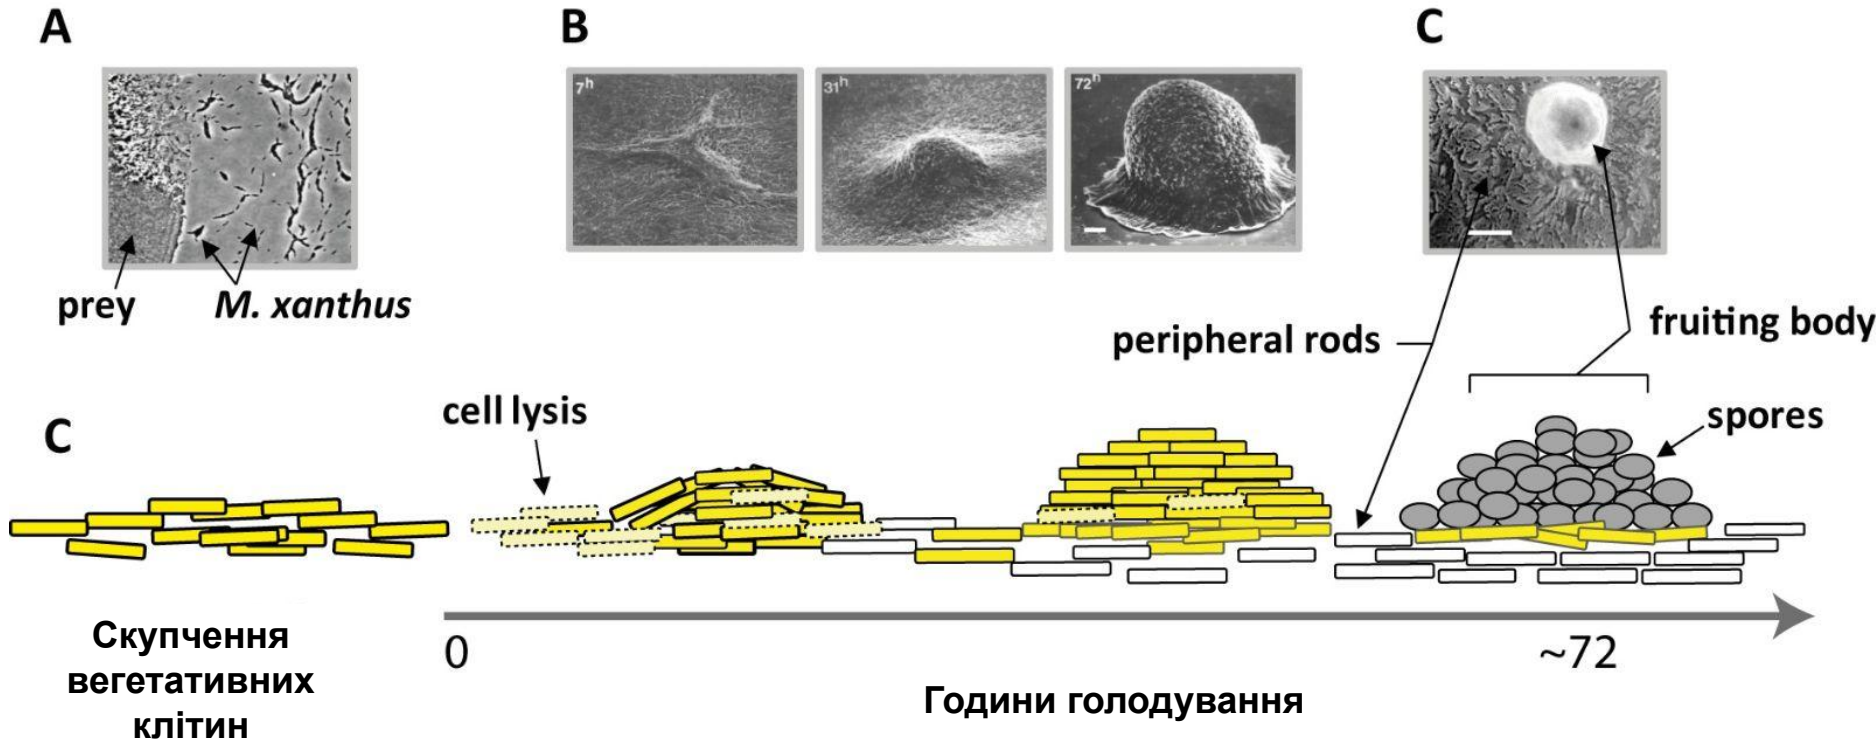 A
B
C
7h
31h
72h
prey
M. xanthus
peripheral rods
fruiting body
cell lysis
spores
C
0
~72
Скупчення
вегетативних
клітин
Години голодування